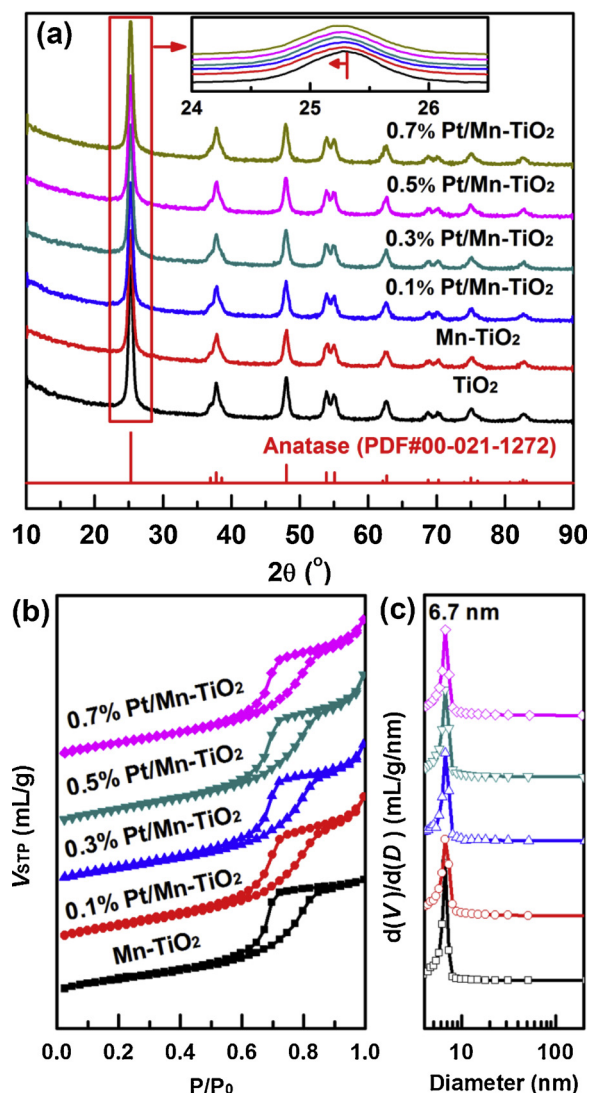 (a)
24 25 26
0.7% Pt/Mn-TiO₂
0.5% Pt/Mn-TiO₂
0.3% Pt/Mn-TiO₂
0.1% Pt/Mn-TiO₂
Mn-TiO₂
TiO₂
Anatase (PDF#00-021-1272)
10 20 30 40 50 60 70 80 90
2θ (°)
(b)
0.7% Pt/Mn-TiO₂
0.5% Pt/Mn-TiO₂
0.3% Pt/Mn-TiO₂
0.1% Pt/Mn-TiO₂
Mn-TiO₂
V_STP (mL/g)
0.0 0.2 0.4 0.6 0.8 1.0
P/P₀
(c)
6.7 nm
d(V)/d(D) (mL/g/nm)
10 100
Diameter (nm)